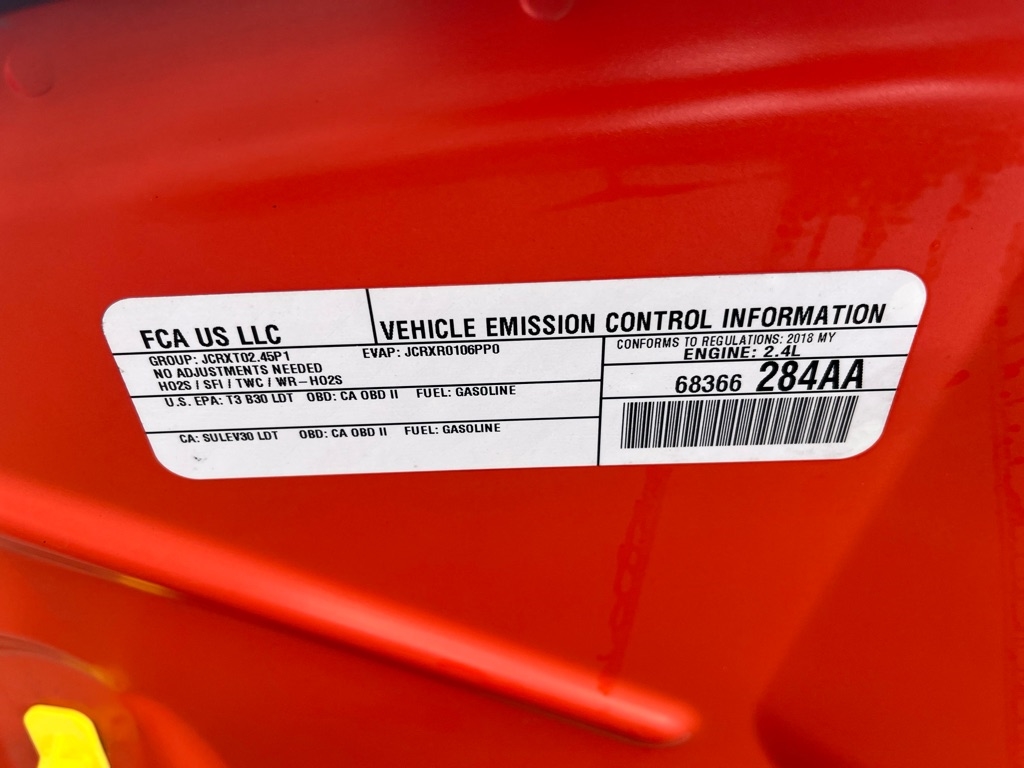 FCA US LLC
VEHICLE EMISSION CONTROL INFORMATION
GROUP: JCRXT02.45P1 EVAP: JCRXR0106PP0
NO ADJUSTMENTS NEEDED
HO2S / SFI / TWC / WR-HO2S
U.S. EPA: T3 B30 LDT OBD: CA OBD II FUEL: GASOLINE
CA: SULEV30 LDT OBD: CA OBD II FUEL: GASOLINE
CONFORMS TO REGULATIONS: 2018 MY
ENGINE: 2.4L
68366 284AA